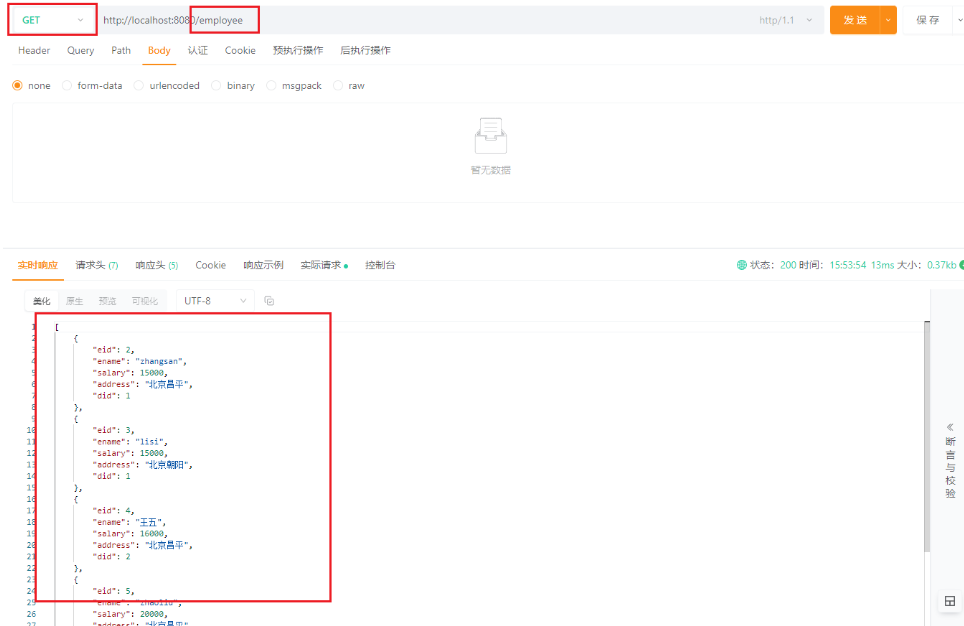 GET http://localhost:8080/employee http/1.1 发 送 保 存
Header Query Path Body 认证 Cookie 预执行操作 后执行操作
none form-data urlencoded binary msgpack raw
暂无数据
实时响应 请求头 (7) 响应头 (5) Cookie 响应示例 实际请求 控制台 状态： 200 时间： 15:53:54 13ms 大小： 0.37kb
美化 原生 预览 可视化 UTF-8
1 [
2 {
3 "eid": 2,
4 "ename": "zhangsan",
5 "salary": 15000,
6 "address": "北京昌平",
7 "did": 1
8 },
9 {
10 "eid": 3,
11 "ename": "lisi",
12 "salary": 15000,
13 "address": "北京朝阳",
14 "did": 1
15 },
16 {
17 "eid": 4,
18 "ename": "王五",
19 "salary": 16000,
20 "address": "北京昌平",
21 "did": 2
22 },
23 {
24 "eid": 5,
25 "ename": "zhaoliu",
26 "salary": 20000,
27 "address": "北京昌平",
断言与校验